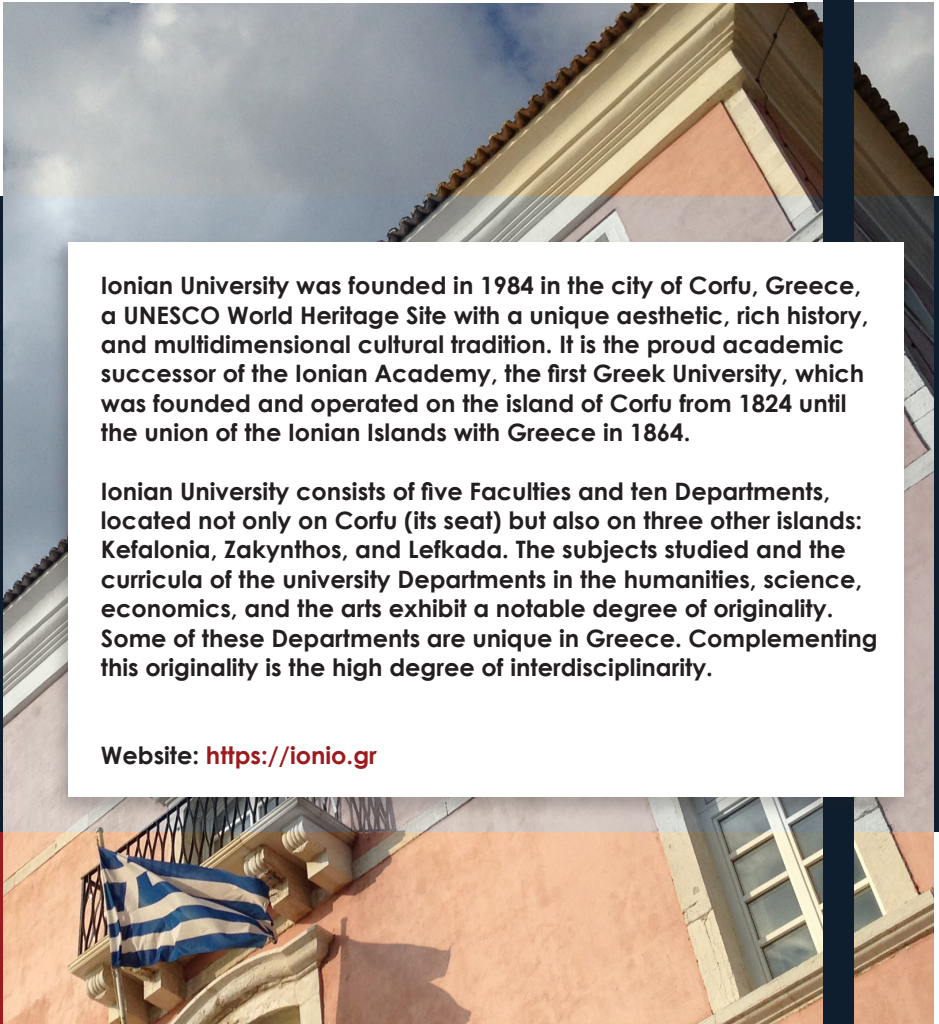 Ionian University was founded in 1984 in the city of Corfu, Greece,
a UNESCO World Heritage Site with a unique aesthetic, rich history,
and multidimensional cultural tradition. It is the proud academic
successor of the Ionian Academy, the first Greek University, which
was founded and operated on the island of Corfu from 1824 until
the union of the Ionian Islands with Greece in 1864.
Ionian University consists of five Faculties and ten Departments,
located not only on Corfu (its seat) but also on three other islands:
Kefalonia, Zakynthos, and Lefkada. The subjects studied and the
curricula of the university Departments in the humanities, science,
economics, and the arts exhibit a notable degree of originality.
Some of these Departments are unique in Greece. Complementing
this originality is the high degree of interdisciplinarity.
Website: https://ionio.gr